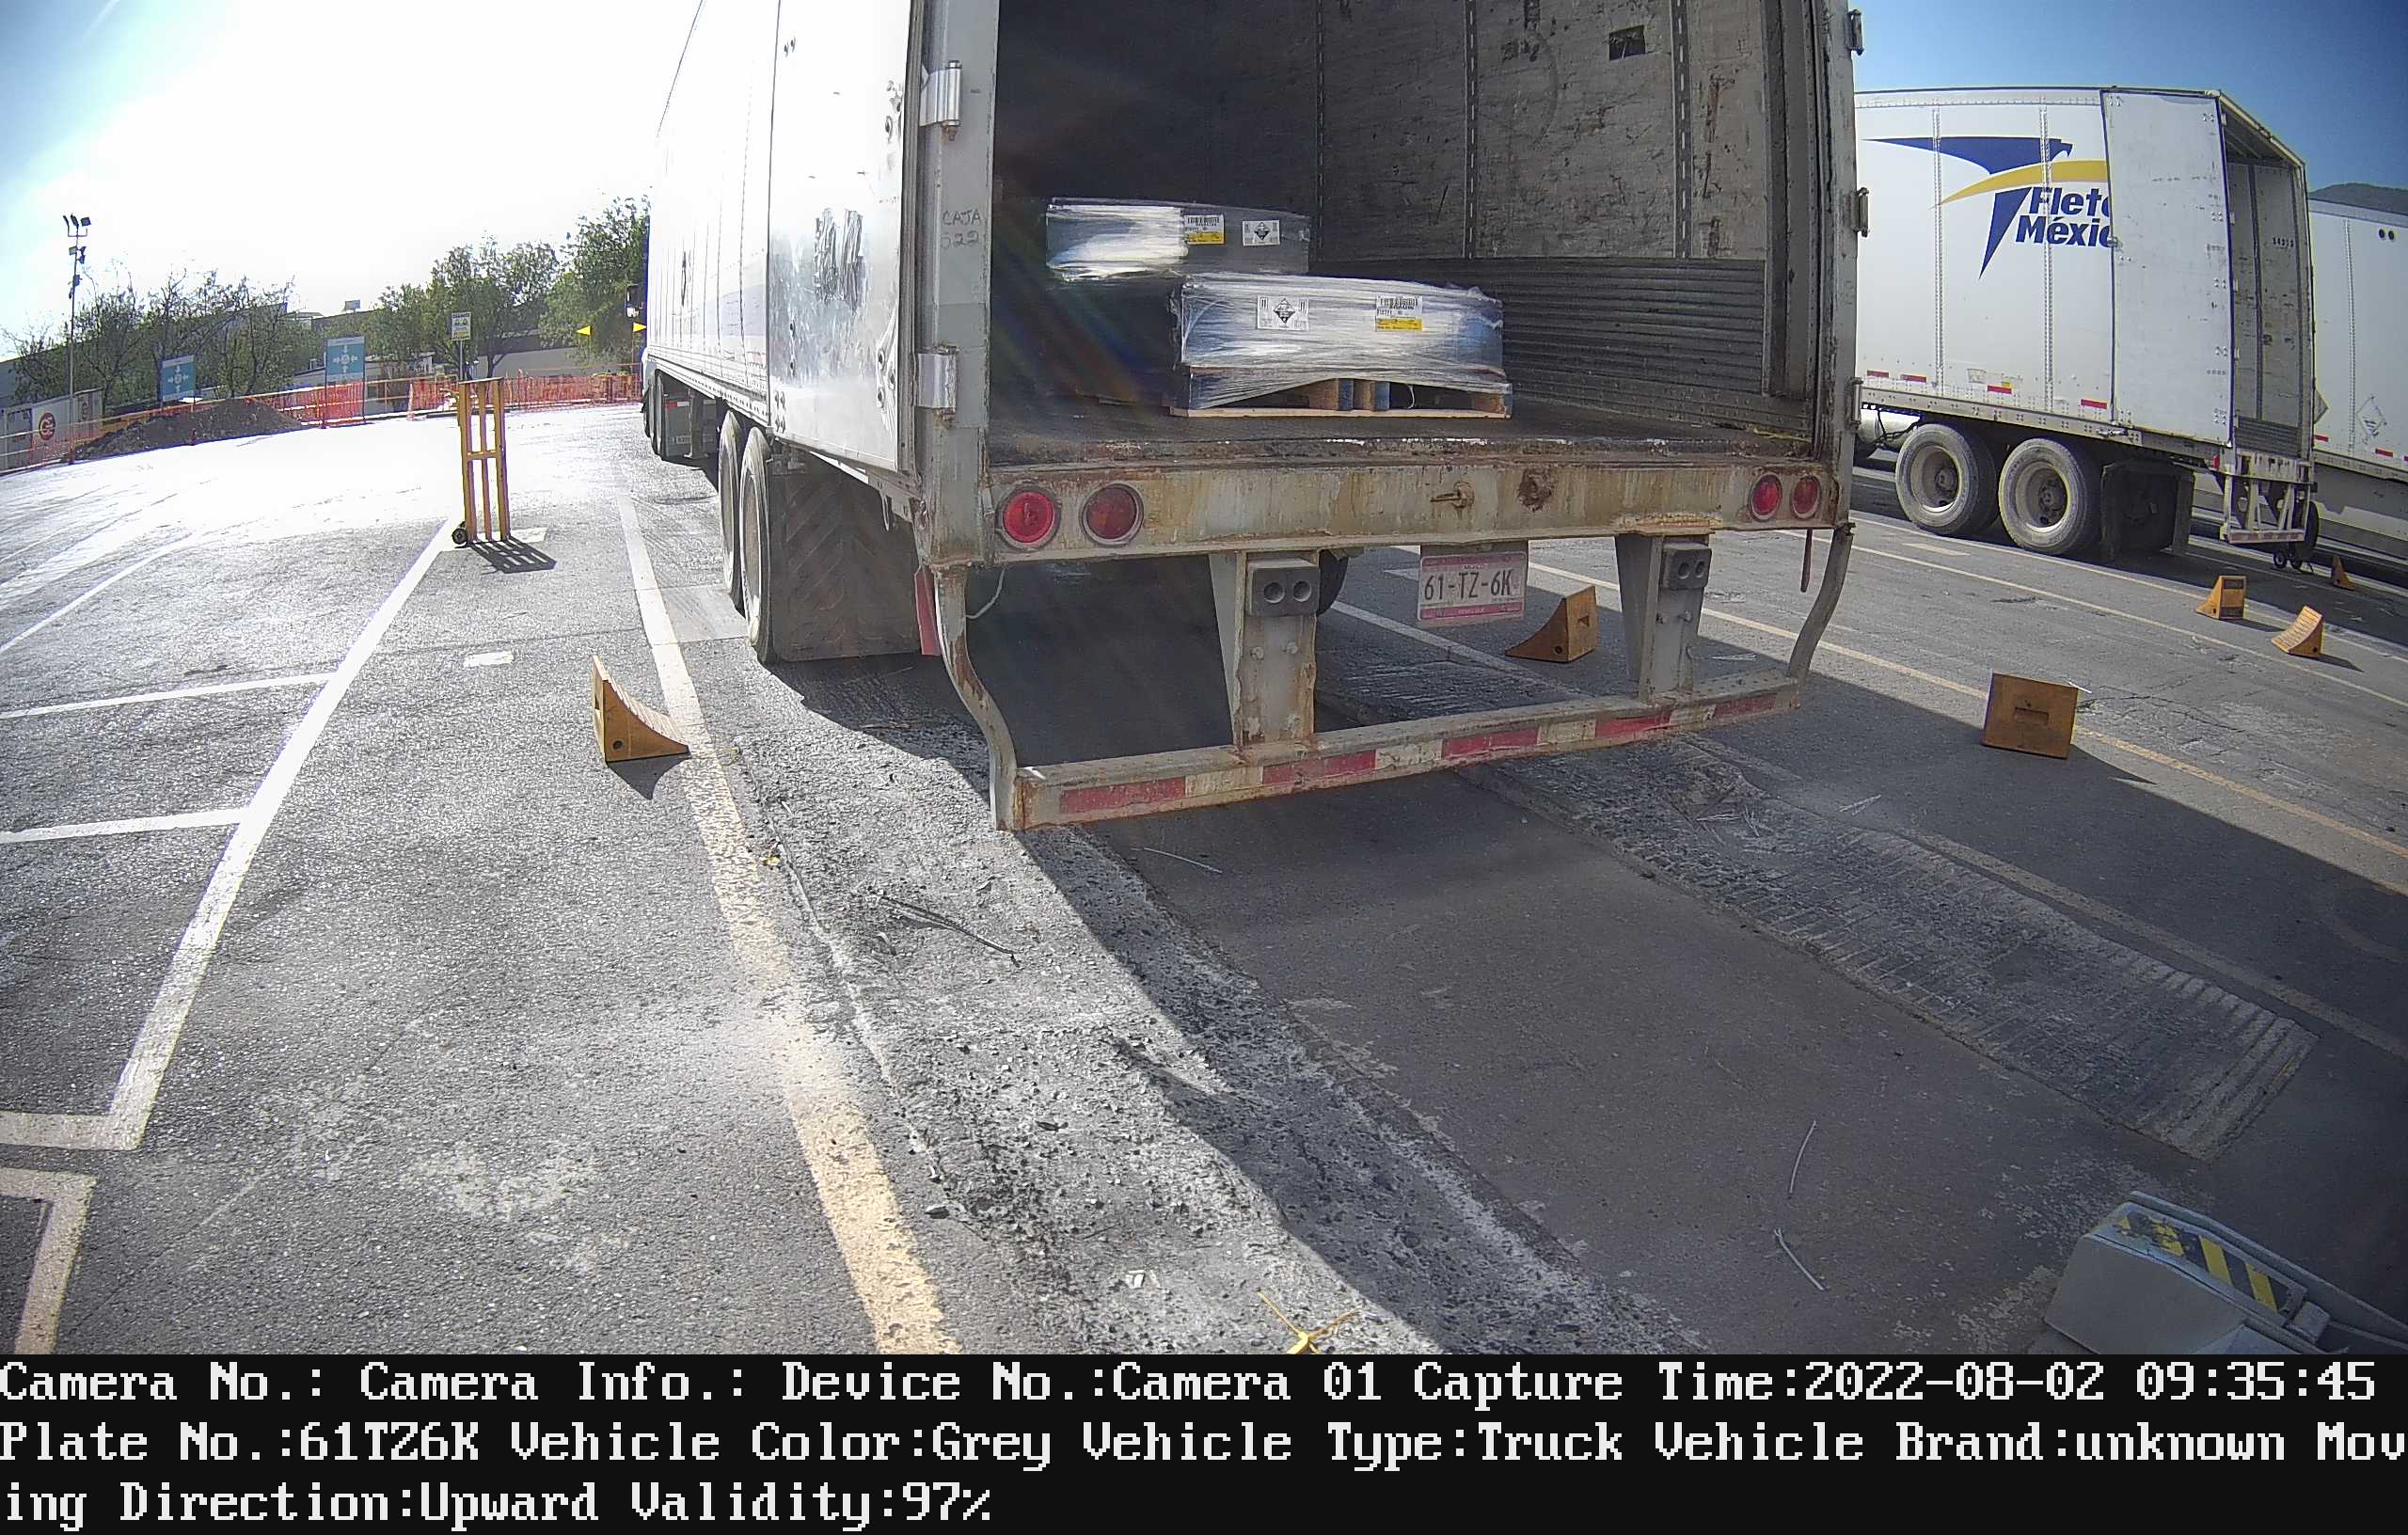 CAJA
522
Flete
Méxic
61-TZ-6K
Camera No.: Camera Info.: Device No.:Camera 01 Capture Time:2022-08-02 09:35:45
Plate No.:61TZ6K Vehicle Color:Grey Vehicle Type:Truck Vehicle Brand:unknown Mov
ing Direction:Upward Validity:97%